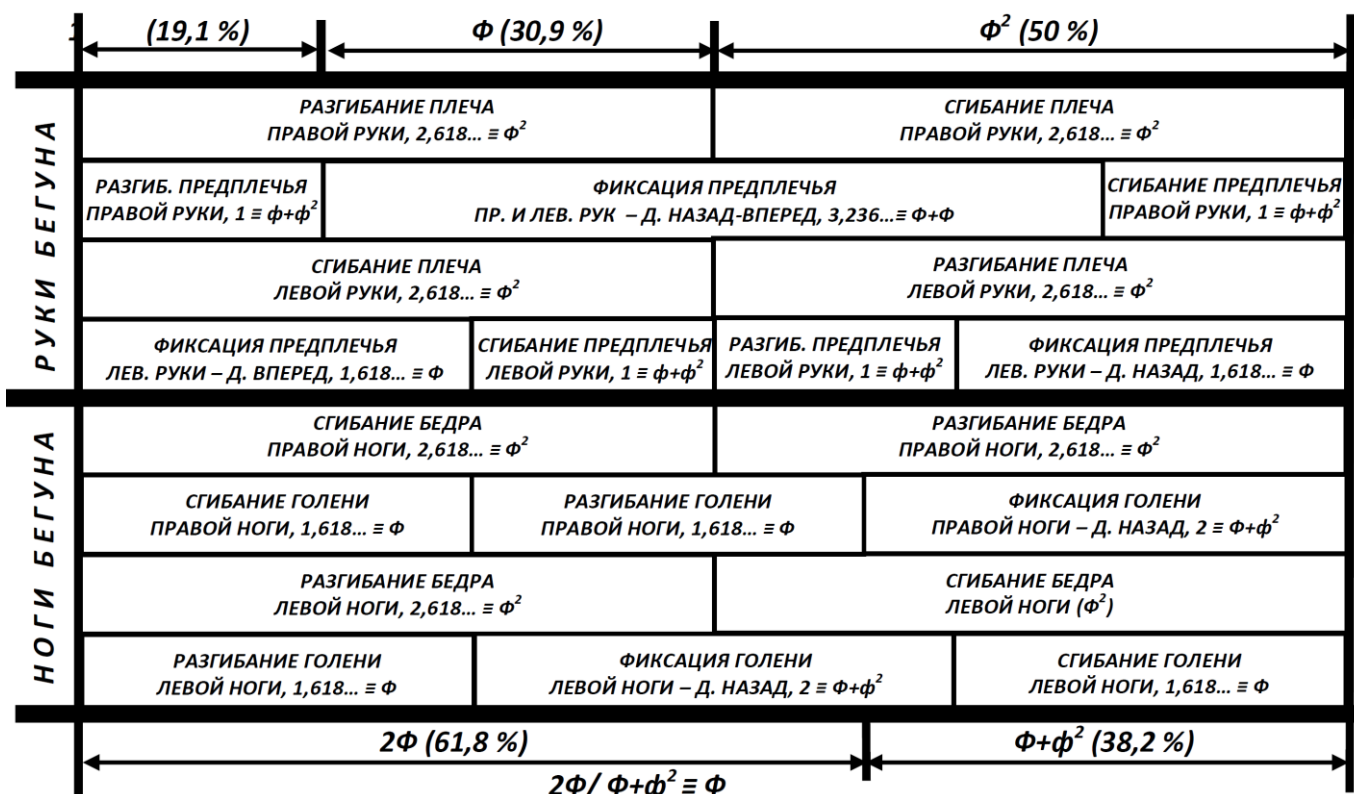 (19,1 %) Ф (30,9 %) Ф² (50 %)
РУКИ БЕГУНА
РАЗГИБАНИЕ ПЛЕЧА
ПРАВОЙ РУКИ, 2,618... ≡ Ф²
СГИБАНИЕ ПЛЕЧА
ПРАВОЙ РУКИ, 2,618... ≡ Ф²
РАЗГИБ. ПРЕДПЛЕЧЬЯ
ПРАВОЙ РУКИ, 1 ≡ ф+ф²
ФИКСАЦИЯ ПРЕДПЛЕЧЬЯ
ПР. И ЛЕВ. РУК – Д. НАЗАД-ВПЕРЕД, 3,236...≡ Ф+Ф
СГИБАНИЕ ПРЕДПЛЕЧЬЯ
ПРАВОЙ РУКИ, 1 ≡ ф+ф²
СГИБАНИЕ ПЛЕЧА
ЛЕВОЙ РУКИ, 2,618... ≡ Ф²
РАЗГИБАНИЕ ПЛЕЧА
ЛЕВОЙ РУКИ, 2,618... ≡ Ф²
ФИКСАЦИЯ ПРЕДПЛЕЧЬЯ
ЛЕВ. РУКИ – Д. ВПЕРЕД, 1,618... ≡ Ф
СГИБАНИЕ ПРЕДПЛЕЧЬЯ
ЛЕВОЙ РУКИ, 1 ≡ ф+ф²
РАЗГИБ. ПРЕДПЛЕЧЬЯ
ЛЕВОЙ РУКИ, 1 ≡ ф+ф²
ФИКСАЦИЯ ПРЕДПЛЕЧЬЯ
ЛЕВ. РУКИ – Д. НАЗАД, 1,618... ≡ Ф
НОГИ БЕГУНА
СГИБАНИЕ БЕДРА
ПРАВОЙ НОГИ, 2,618... ≡ Ф²
РАЗГИБАНИЕ БЕДРА
ПРАВОЙ НОГИ, 2,618... ≡ Ф²
СГИБАНИЕ ГОЛЕНИ
ПРАВОЙ НОГИ, 1,618... ≡ Ф
РАЗГИБАНИЕ ГОЛЕНИ
ПРАВОЙ НОГИ, 1,618... ≡ Ф
ФИКСАЦИЯ ГОЛЕНИ
ПРАВОЙ НОГИ – Д. НАЗАД, 2 ≡ Ф+ф²
РАЗГИБАНИЕ БЕДРА
ЛЕВОЙ НОГИ, 2,618... ≡ Ф²
СГИБАНИЕ БЕДРА
ЛЕВОЙ НОГИ (Ф²)
РАЗГИБАНИЕ ГОЛЕНИ
ЛЕВОЙ НОГИ, 1,618... ≡ Ф
ФИКСАЦИЯ ГОЛЕНИ
ЛЕВОЙ НОГИ – Д. НАЗАД, 2 ≡ Ф+ф²
СГИБАНИЕ ГОЛЕНИ
ЛЕВОЙ НОГИ, 1,618... ≡ Ф
2Ф (61,8 %) Ф+ф² (38,2 %)
2Ф/ Ф+ф² ≡ Ф